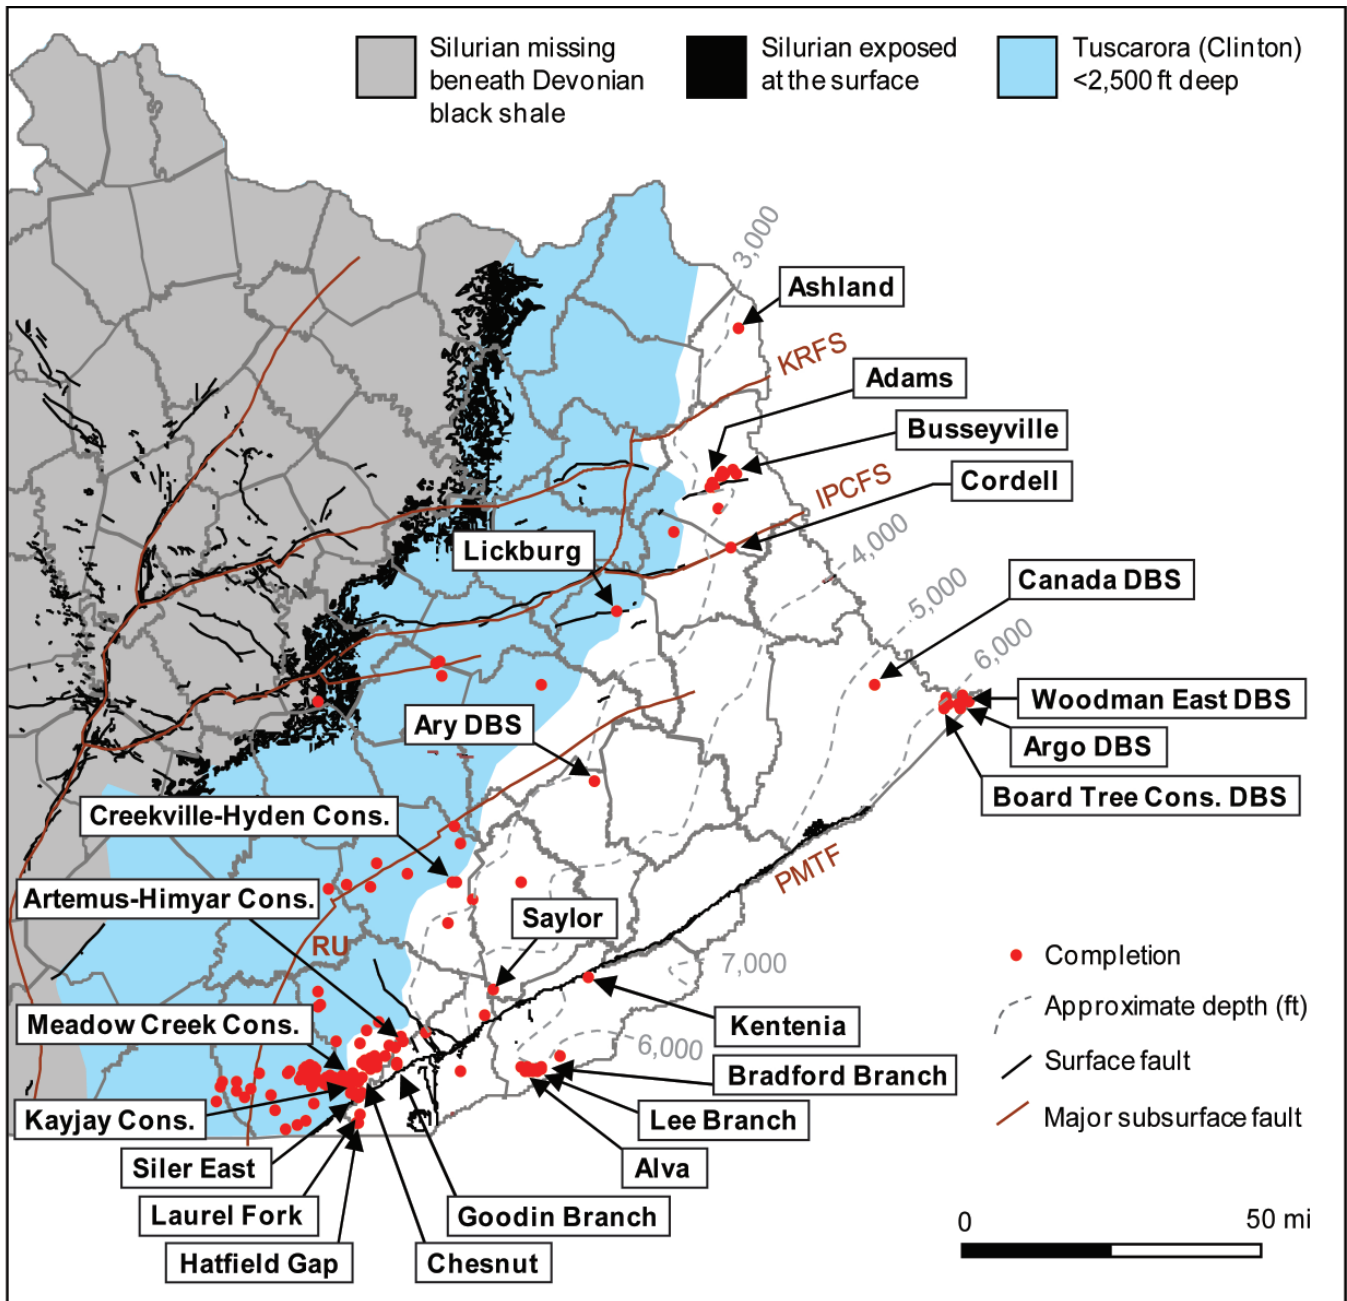 Silurian missing
beneath Devonian
black shale
Silurian exposed
at the surface
Tuscarora (Clinton)
<2,500 ft deep
3,000
Ashland
KRFS
Adams
Busseyville
IPCFS
Cordell
Lickburg
4,000
Canada DBS
5,000
6,000
Woodman East DBS
Ary DBS
Argo DBS
Board Tree Cons. DBS
Creekville-Hyden Cons.
PMTF
Artemus-Himyar Cons.
Saylor
RU
Completion
7,000
Approximate depth (ft)
Meadow Creek Cons.
Kentenia
6,000
Surface fault
Bradford Branch
Kayjay Cons.
Lee Branch
Major subsurface fault
Siler East
Alva
Laurel Fork
Goodin Branch
Hatfield Gap
Chesnut
0
50 mi